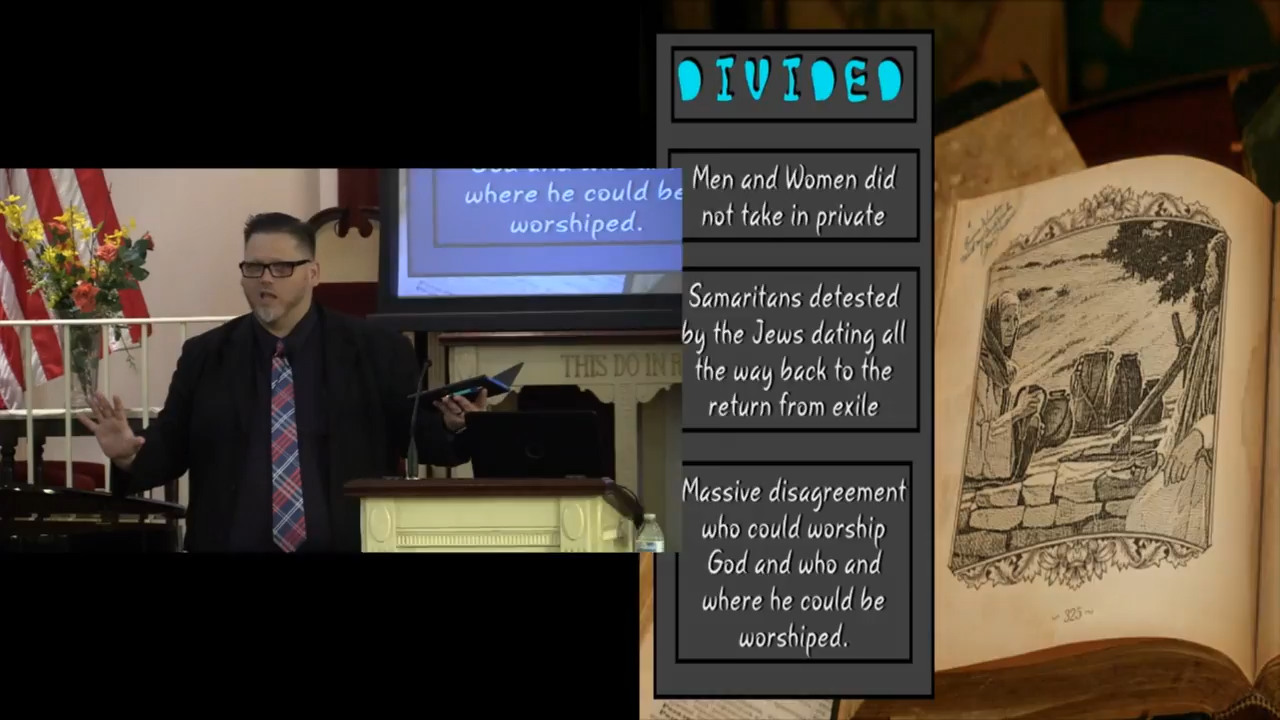 DIVIDED
Men and Women did
not take in private
Samaritans detested
by the Jews dating all
the way back to the
return from exile
Massive disagreement
who could worship
God and who and
where he could be
worshiped.
where he could be
worshiped.
THIS DO IN R
~ 325 ~